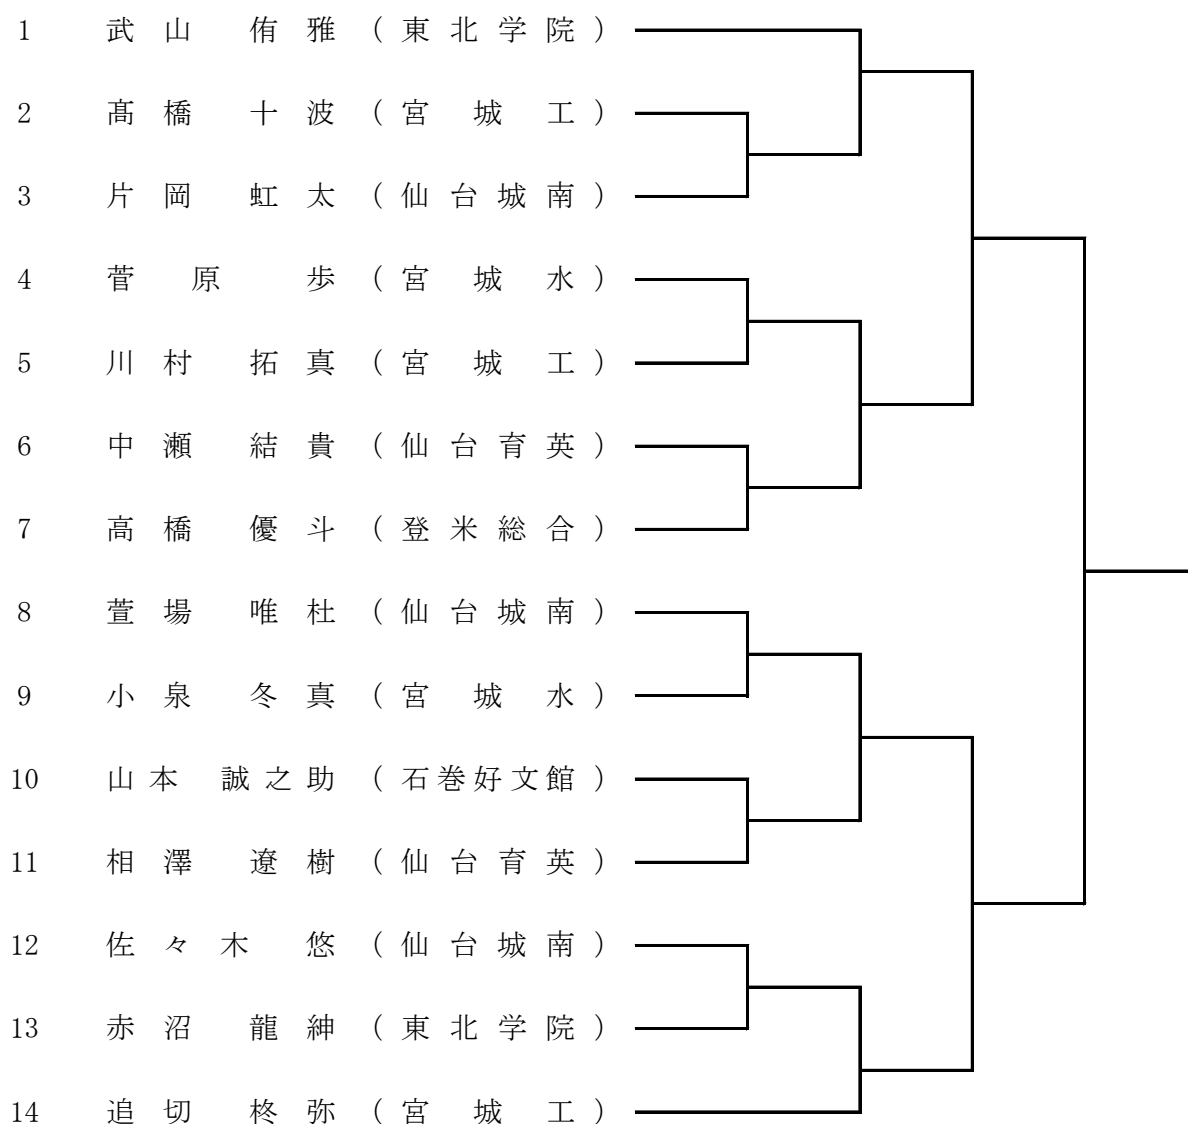 1 武山 侑雅 (東北学院)
2 髙橋 十波 (宮城工)
3 片岡 虹太 (仙台城南)
4 菅原 歩 (宮城水)
5 川村 拓真 (宮城工)
6 中瀬 結貴 (仙台育英)
7 高橋 優斗 (登米総合)
8 萱場 唯杜 (仙台城南)
9 小泉 冬真 (宮城水)
10 山本 誠之助 (石巻好文館)
11 相澤 遼樹 (仙台育英)
12 佐々木 悠 (仙台城南)
13 赤沼 龍紳 (東北学院)
14 追切 柊弥 (宮城工)